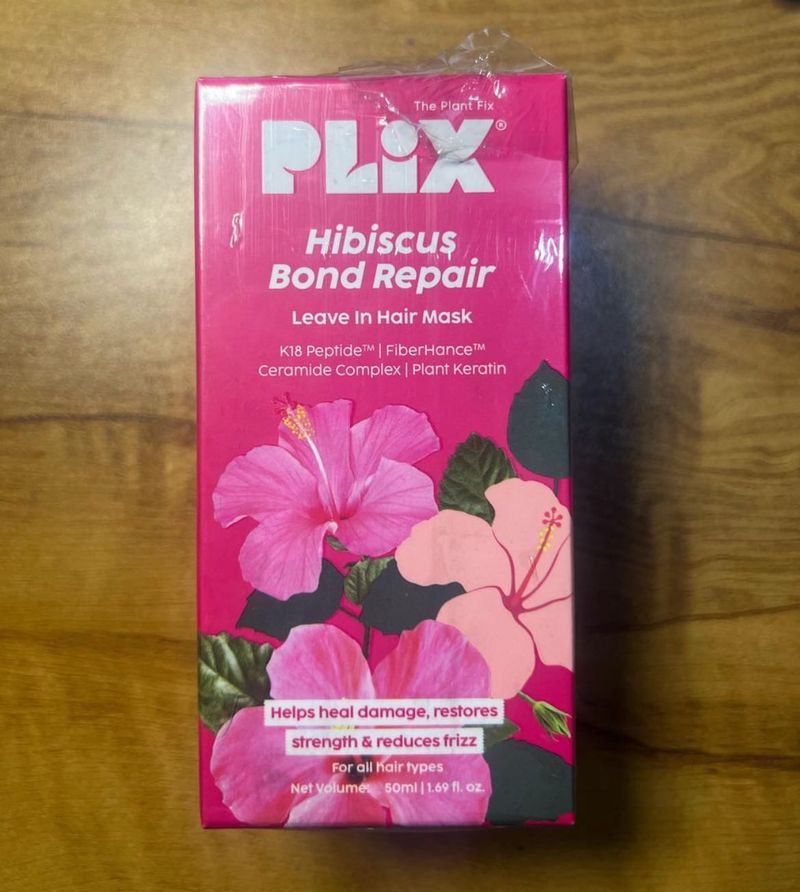 The Plant Fix
PLiX®
Hibiscus
Bond Repair
Leave In Hair Mask
K18 Peptide™ | FiberHance™
Ceramide Complex | Plant Keratin
Helps heal damage, restores
strength & reduces frizz
For all hair types
Net Volume: 50ml | 1.69 fl. oz.